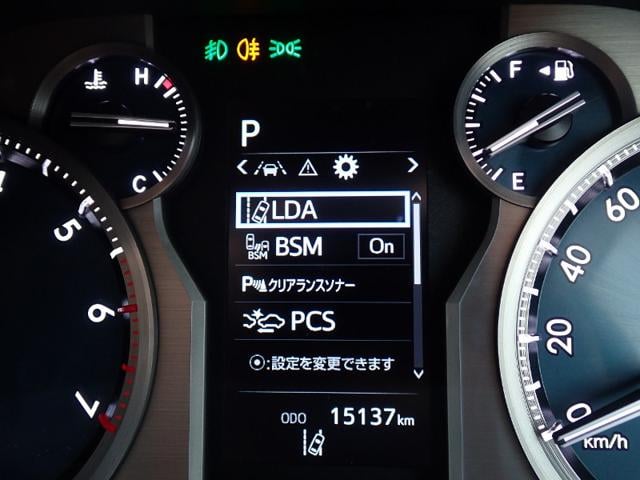 P
H
C
F
E
LDA
BSM
BSM On
P クリアランスソナー
PCS
:設定を変更できます
ODO 15137km
5
6
7
60
40
20
0
km/h